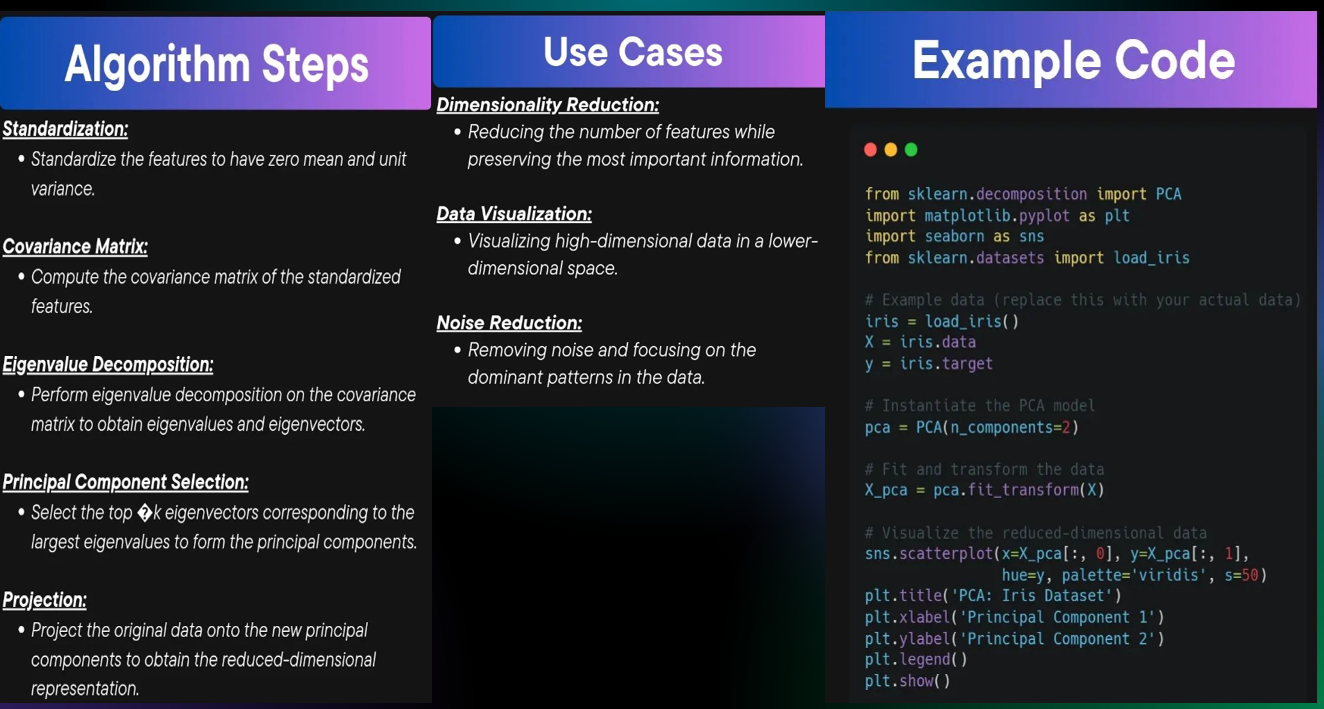 Algorithm Steps
Standardization:
• Standardize the features to have zero mean and unit
variance.
Covariance Matrix:
• Compute the covariance matrix of the standardized
features.
Eigenvalue Decomposition:
• Perform eigenvalue decomposition on the covariance
matrix to obtain eigenvalues and eigenvectors.
Principal Component Selection:
• Select the top �k eigenvectors corresponding to the
largest eigenvalues to form the principal components.
Projection:
• Project the original data onto the new principal
components to obtain the reduced-dimensional
representation.
Use Cases
Dimensionality Reduction:
• Reducing the number of features while
preserving the most important information.
Data Visualization:
• Visualizing high-dimensional data in a lower-
dimensional space.
Noise Reduction:
• Removing noise and focusing on the
dominant patterns in the data.
Example Code
from sklearn.decomposition import PCA
import matplotlib.pyplot as plt
import seaborn as sns
from sklearn.datasets import load_iris
# Example data (replace this with your actual data)
iris = load_iris()
X = iris.data
y = iris.target
# Instantiate the PCA model
pca = PCA(n_components=2)
# Fit and transform the data
X_pca = pca.fit_transform(X)
# Visualize the reduced-dimensional data
sns.scatterplot(x=X_pca[:, 0], y=X_pca[:, 1],
hue=y, palette='viridis', s=50)
plt.title('PCA: Iris Dataset')
plt.xlabel('Principal Component 1')
plt.ylabel('Principal Component 2')
plt.legend()
plt.show()